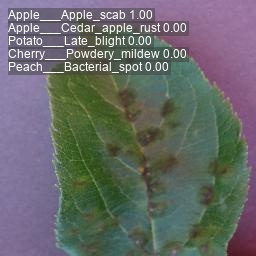 Apple___Apple_scab 1.00
Apple___Cedar_apple_rust 0.00
Potato___Late_blight 0.00
Cherry___Powdery_mildew 0.00
Peach___Bacterial_spot 0.00